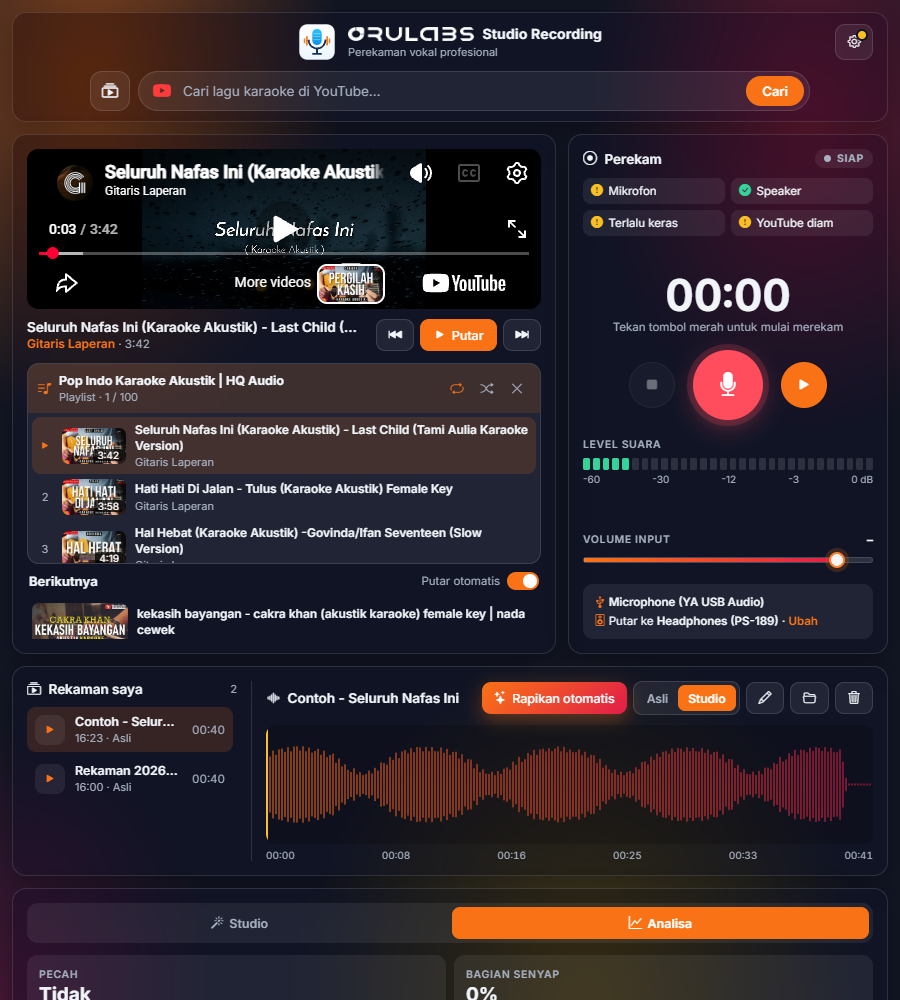 ORULABS Studio Recording
Perekaman vokal profesional
Cari lagu karaoke di YouTube...
Cari
Seluruh Nafas Ini (Karaoke Akustik
Gitaris Laperan
CC
0:03 / 3:42
Seluruh Nafas Ini
( Karaoke Akustik )
More videos
PERGILAH KASIH
YouTube
Seluruh Nafas Ini (Karaoke Akustik) - Last Child (...
Gitaris Laperan · 3:42
Putar
Pop Indo Karaoke Akustik | HQ Audio
Playlist · 1 / 100
3:42
Seluruh Nafas Ini (Karaoke Akustik) - Last Child (Tami Aulia Karaoke
Version)
Gitaris Laperan
2
3:58
Hati Hati Di Jalan - Tulus (Karaoke Akustik) Female Key
Gitaris Laperan
3
HAL HEBAT
4:19
Hal Hebat (Karaoke Akustik) -Govinda/Ifan Seventeen (Slow
Version)
Berikutnya
Putar otomatis
CAKRA KHAN
KEKASIH BAYANGAN
kekasih bayangan - cakra khan (akustik karaoke) female key | nada
cewek
Perekam
SIAP
Mikrofon
Speaker
Terlalu keras
YouTube diam
00:00
Tekan tombol merah untuk mulai merekam
LEVEL SUARA
-60 -30 -12 -3 0 dB
VOLUME INPUT –
Microphone (YA USB Audio)
Putar ke Headphones (PS-189) · Ubah
Rekaman saya 2
Contoh - Selur...
16:23 · Asli
00:40
Rekaman 2026...
16:00 · Asli
00:40
Contoh - Seluruh Nafas Ini
Rapikan otomatis
Asli
Studio
00:00 00:08 00:16 00:25 00:33 00:41
Studio
Analisa
PECAH
Tidak
BAGIAN SENYAP
0%